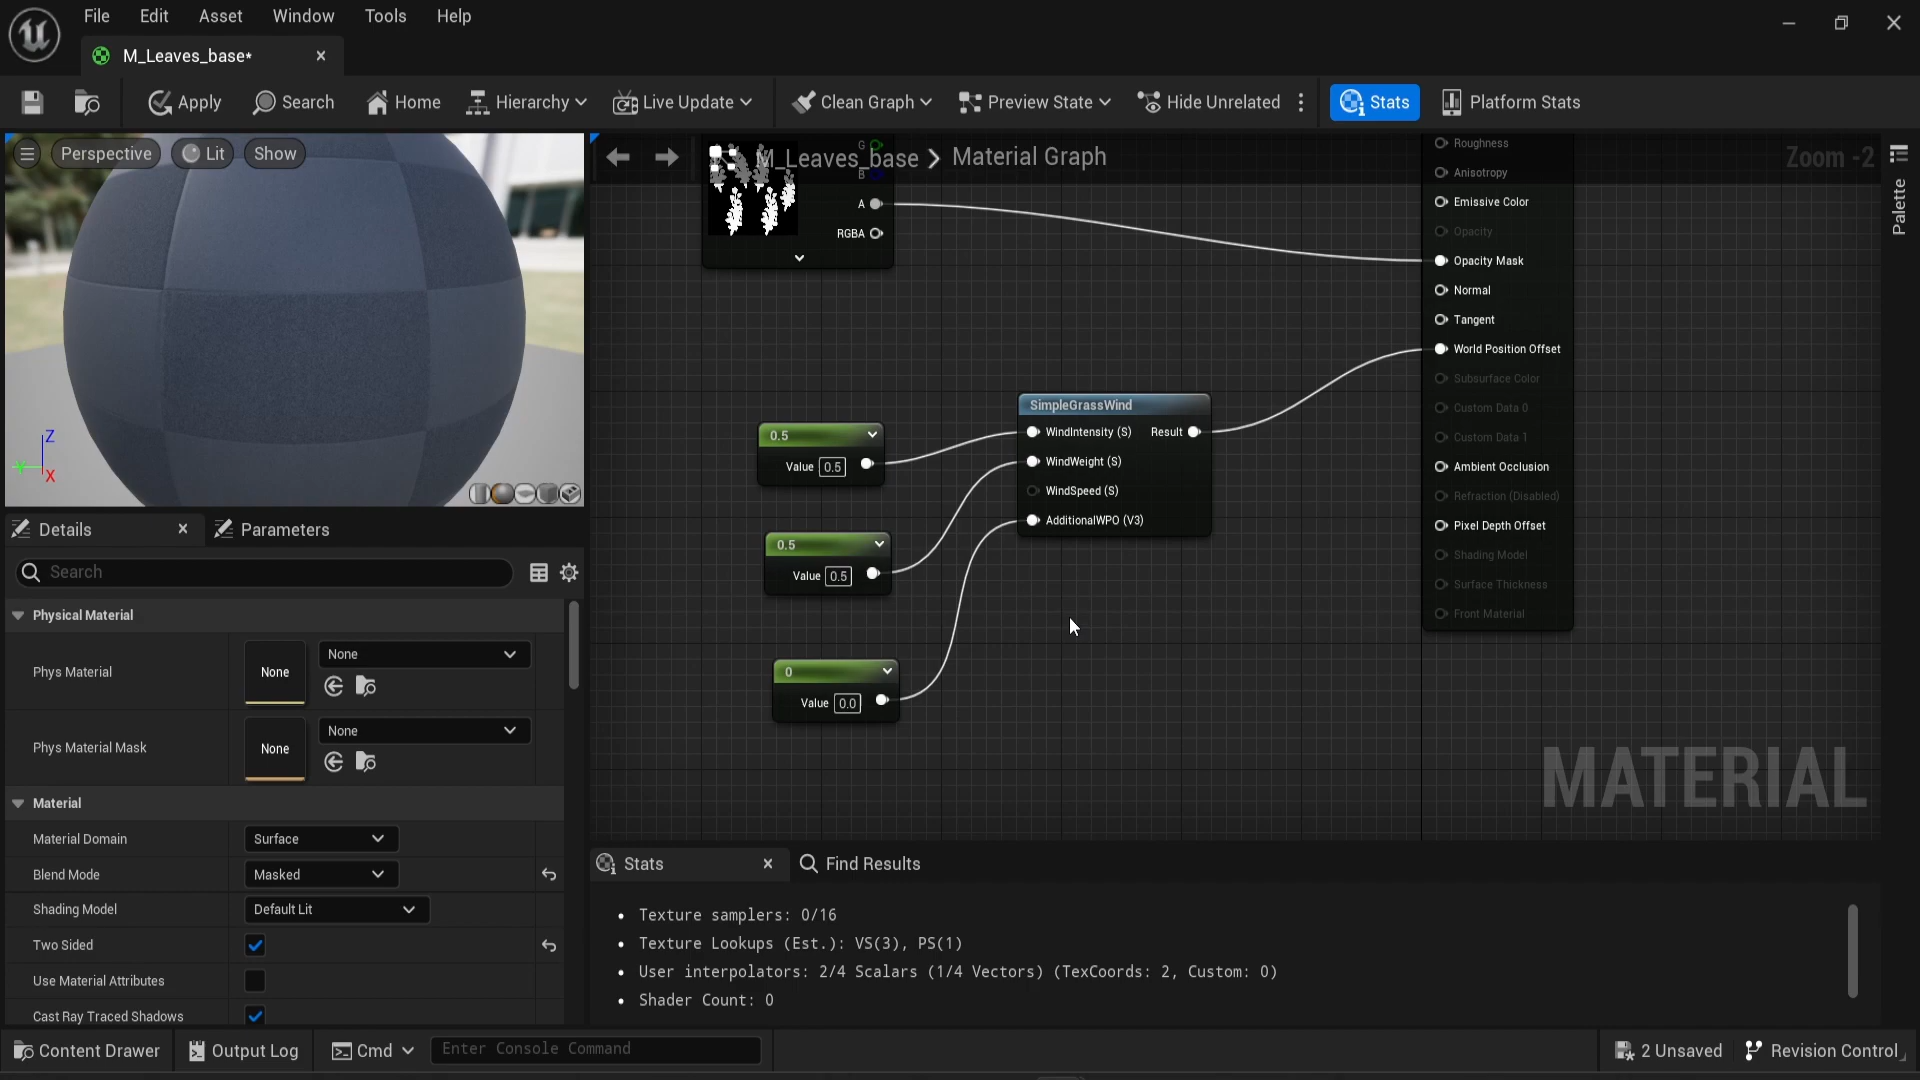 File Edit Asset Window Tools Help
M_Leaves_base*
Apply Search Home Hierarchy Live Update Clean Graph Preview State Hide Unrelated Stats Platform Stats
Perspective Lit Show
M_Leaves_base > Material Graph
Zoom -2
Palette
G
B
A
RGBA
Roughness
Anisotropy
Emissive Color
Opacity
Opacity Mask
Normal
Tangent
World Position Offset
Subsurface Color
Custom Data 0
Custom Data 1
Ambient Occlusion
Refraction (Disabled)
Pixel Depth Offset
Shading Model
Surface Thickness
Front Material
SimpleGrassWind
WindIntensity (S) Result
WindWeight (S)
WindSpeed (S)
AdditionalWPO (V3)
0.5
Value 0.5
0.5
Value 0.5
0
Value 0.0
MATERIAL
Z
Y
X
Details Parameters
Search
Physical Material
Phys Material None None
Phys Material Mask None None
Material
Material Domain Surface
Blend Mode Masked
Shading Model Default Lit
Two Sided
Use Material Attributes
Cast Ray Traced Shadows
Stats Find Results
• Texture samplers: 0/16
• Texture Lookups (Est.): VS(3), PS(1)
• User interpolators: 2/4 Scalars (1/4 Vectors) (TexCoords: 2, Custom: 0)
• Shader Count: 0
Content Drawer Output Log Cmd Enter Console Command 2 Unsaved Revision Control